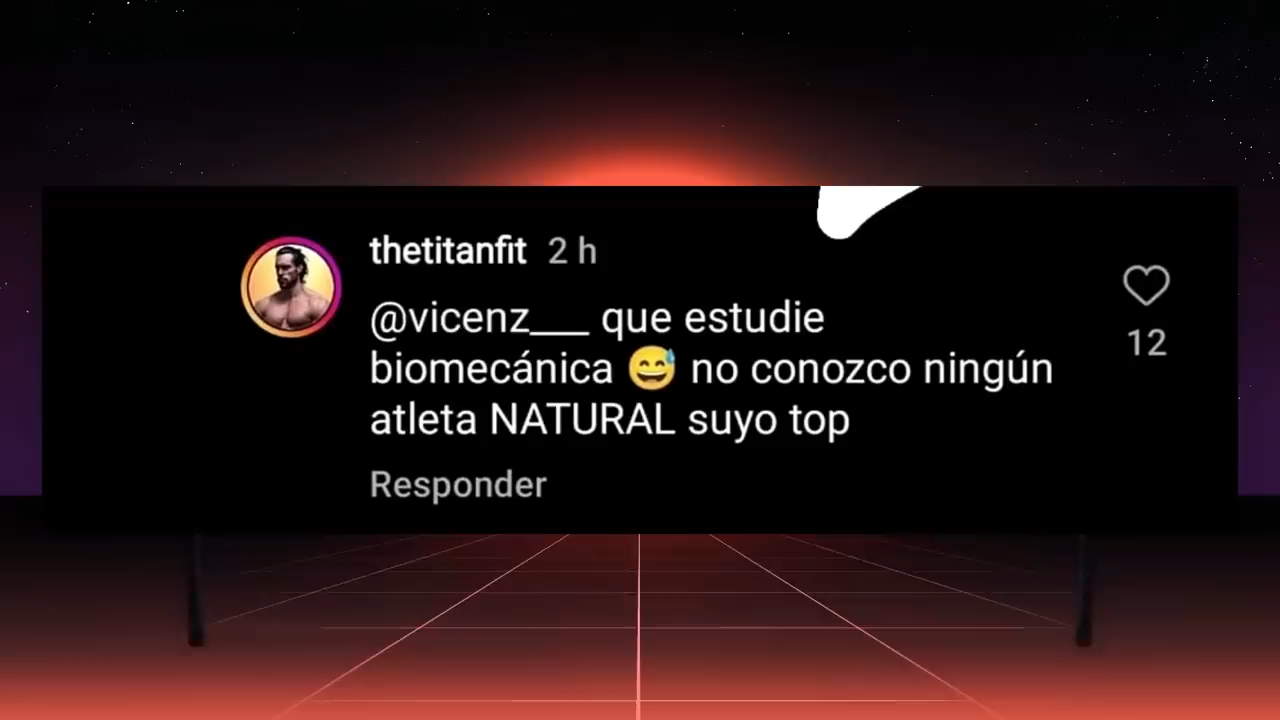 thetitanfit 2 h
@vicenz___ que estudie
biomecánica 😅 no conozco ningún
12
atleta NATURAL suyo top
Responder